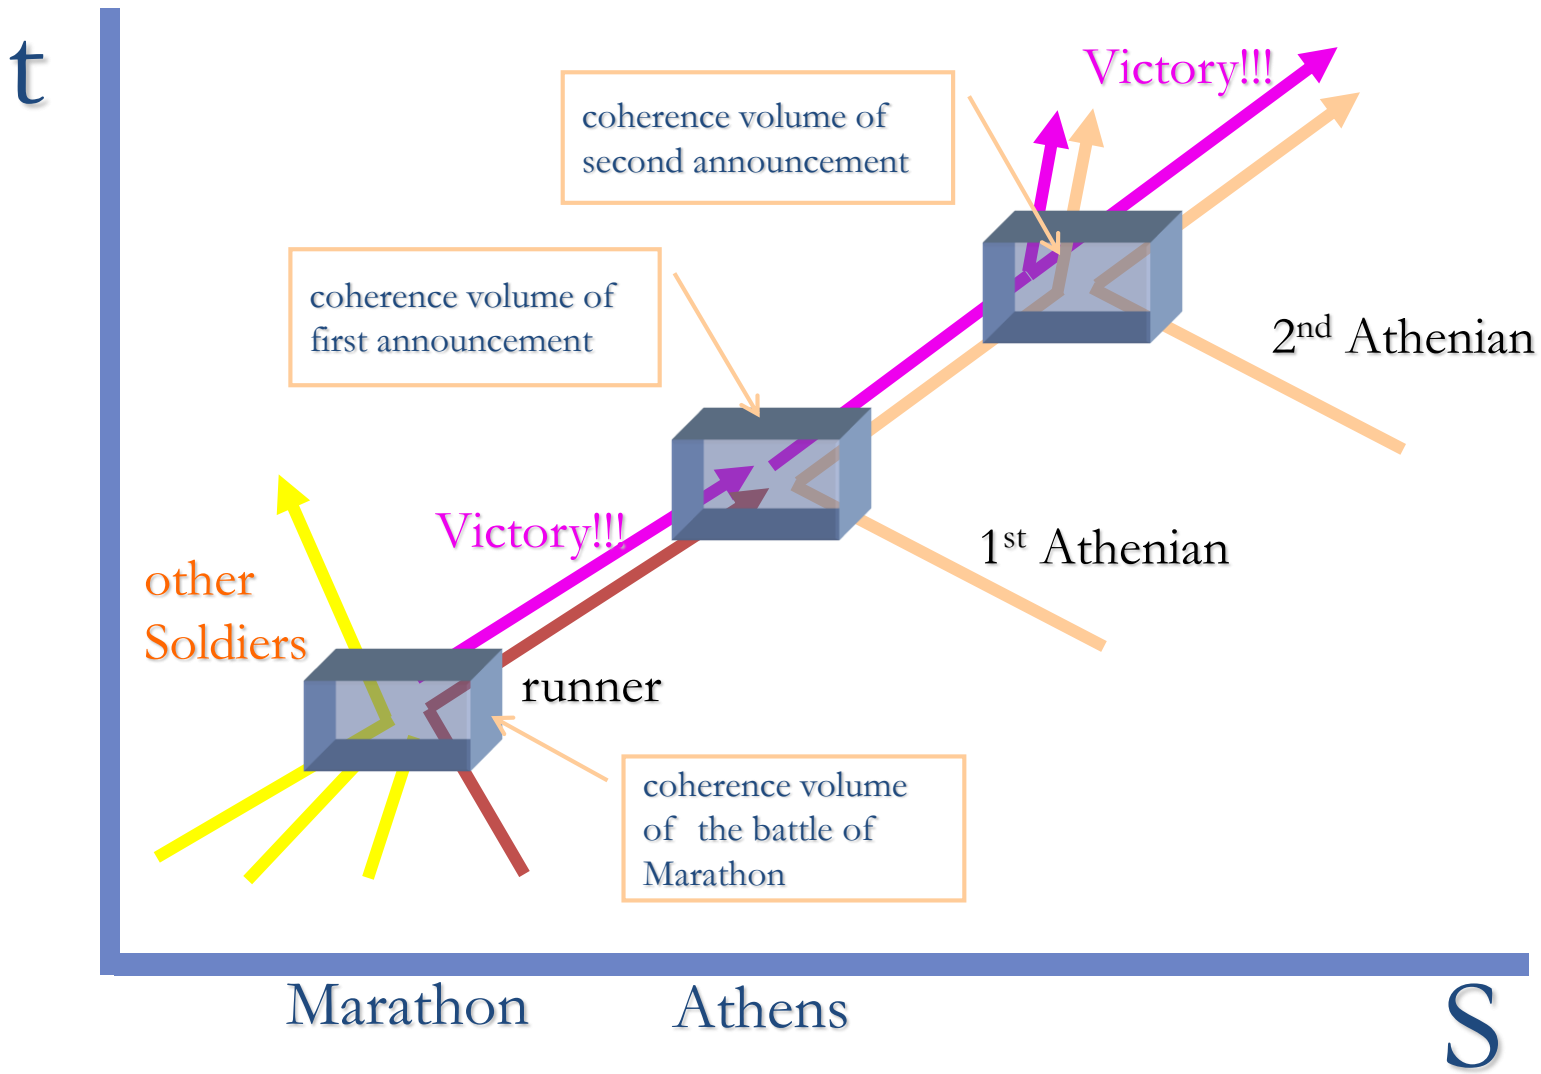 t
Victory!!!
coherence volume of
second announcement
coherence volume of
first announcement
2nd Athenian
Victory!!!
1st Athenian
other
Soldiers
runner
coherence volume
of the battle of
Marathon
Marathon
Athens
S